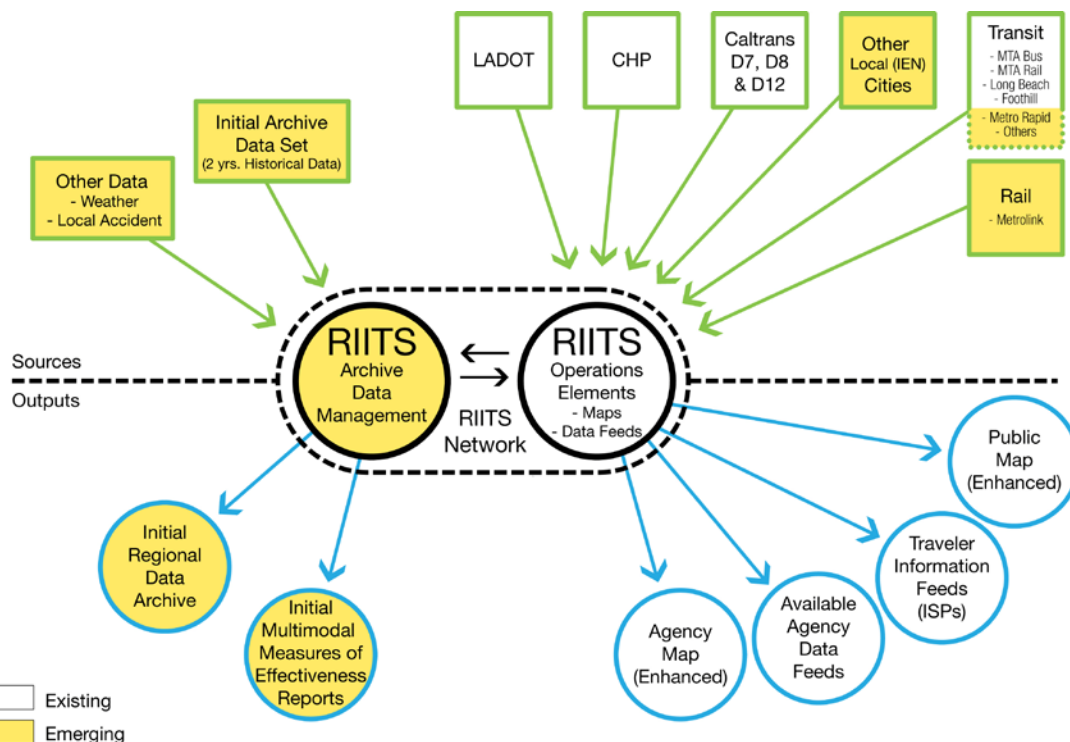 LADOT
CHP
Caltrans
D7, D8
& D12
Other
Local (IEN)
Cities
Transit
- MTA Bus
- MTA Rail
- Long Beach
- Foothill
- Metro Rapid
- Others
Initial Archive
Data Set
(2 yrs. Historical Data)
Other Data
- Weather
- Local Accident
Rail
- Metrolink
RIITS
Archive
Data
Management
RIITS
Network
RIITS
Operations
Elements
- Maps
- Data Feeds
Sources
Outputs
Public
Map
(Enhanced)
Initial
Regional
Data
Archive
Traveler
Information
Feeds
(ISPs)
Initial
Multimodal
Measures of
Effectiveness
Reports
Agency
Map
(Enhanced)
Available
Agency
Data
Feeds
Existing
Emerging